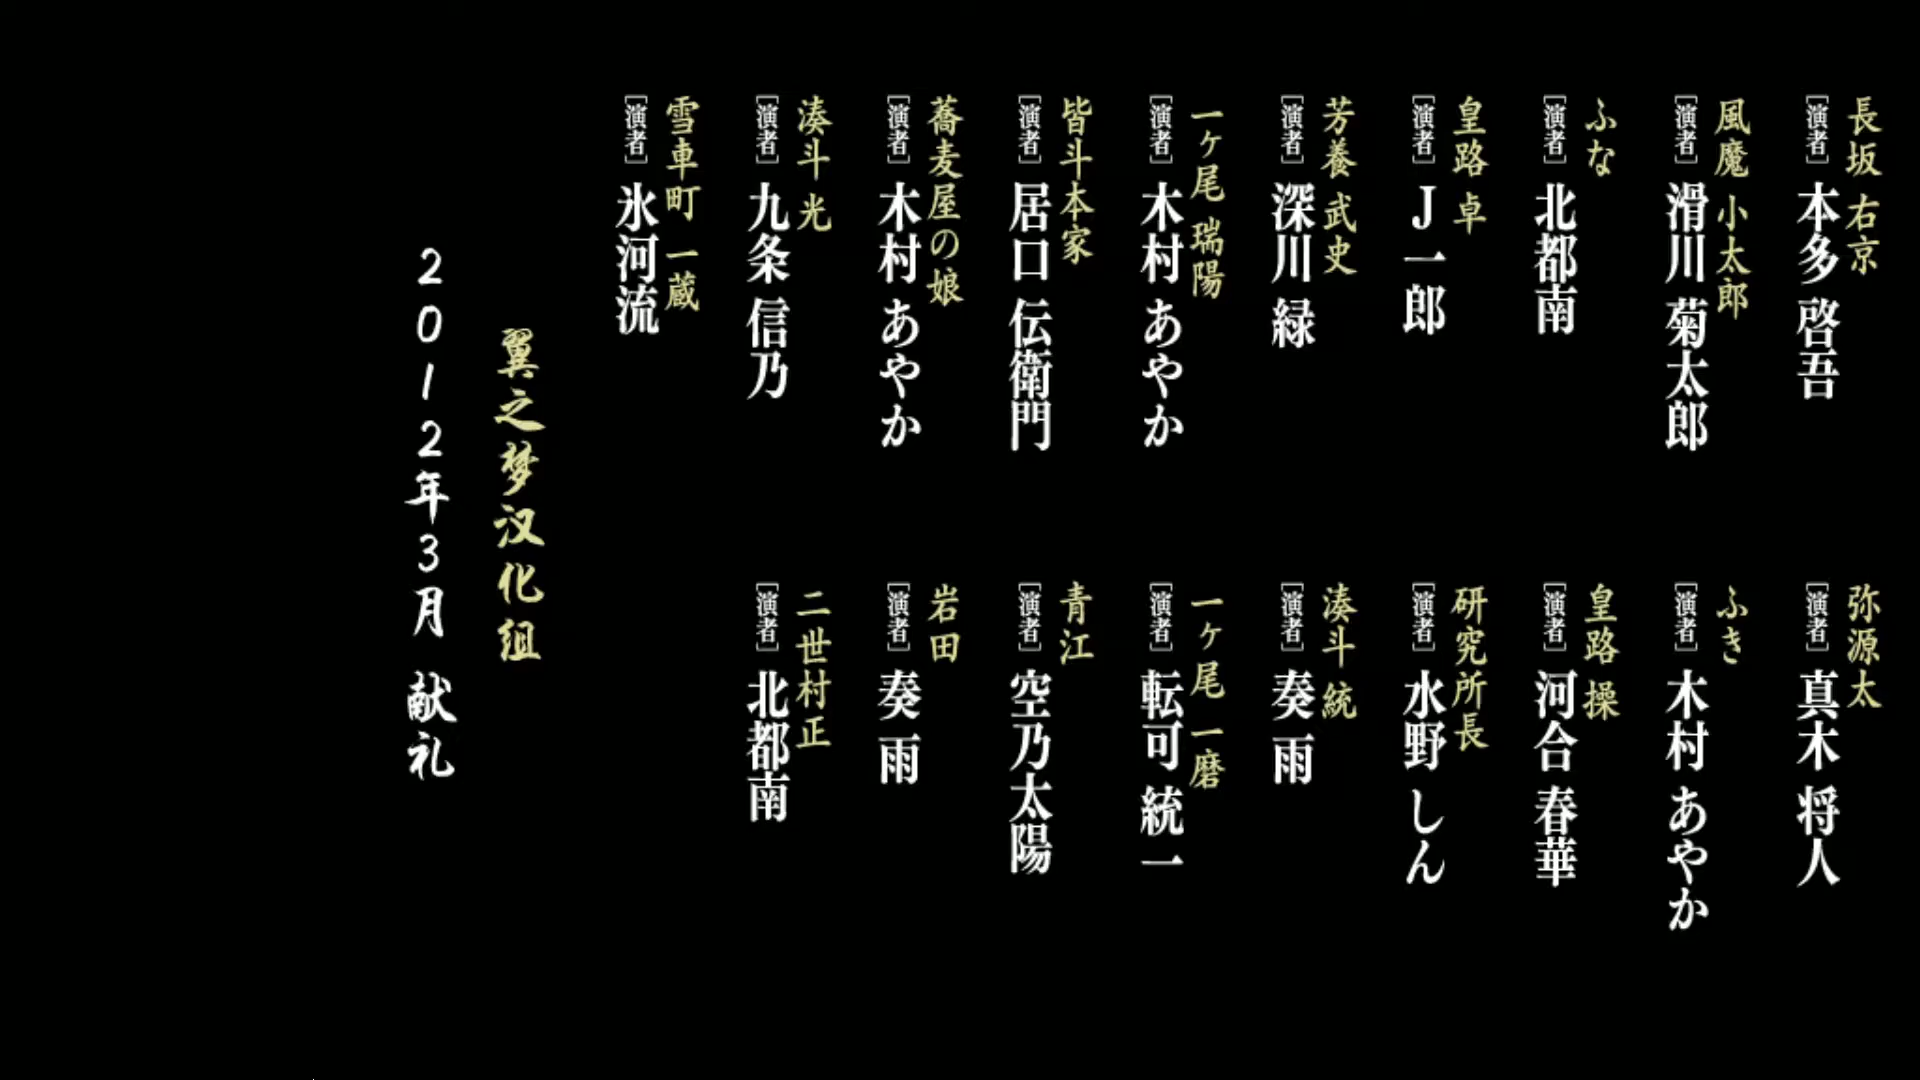 長坂 右京
［演者］本多 啓吾
弥源太
［演者］真木 将人
風魔 小太郎
［演者］滑川 菊太郎
ふき
［演者］木村 あやか
ふな
［演者］北都南
皇路 操
［演者］河合 春華
皇路 卓
［演者］J一郎
研究所長
［演者］水野 しん
芳養 武史
［演者］深川 緑
湊斗 統
［演者］奏 雨
一ヶ尾 瑞陽
［演者］木村 あやか
一ヶ尾 一磨
［演者］転可 統一
皆斗本家
［演者］居口 伝衛門
青江
［演者］空乃太陽
蕎麦屋の娘
［演者］木村 あやか
岩田
［演者］奏 雨
湊斗 光
［演者］九条 信乃
二世村正
［演者］北都南
雪車町 一蔵
［演者］氷河流
翼之梦汉化组
2012年3月 献礼